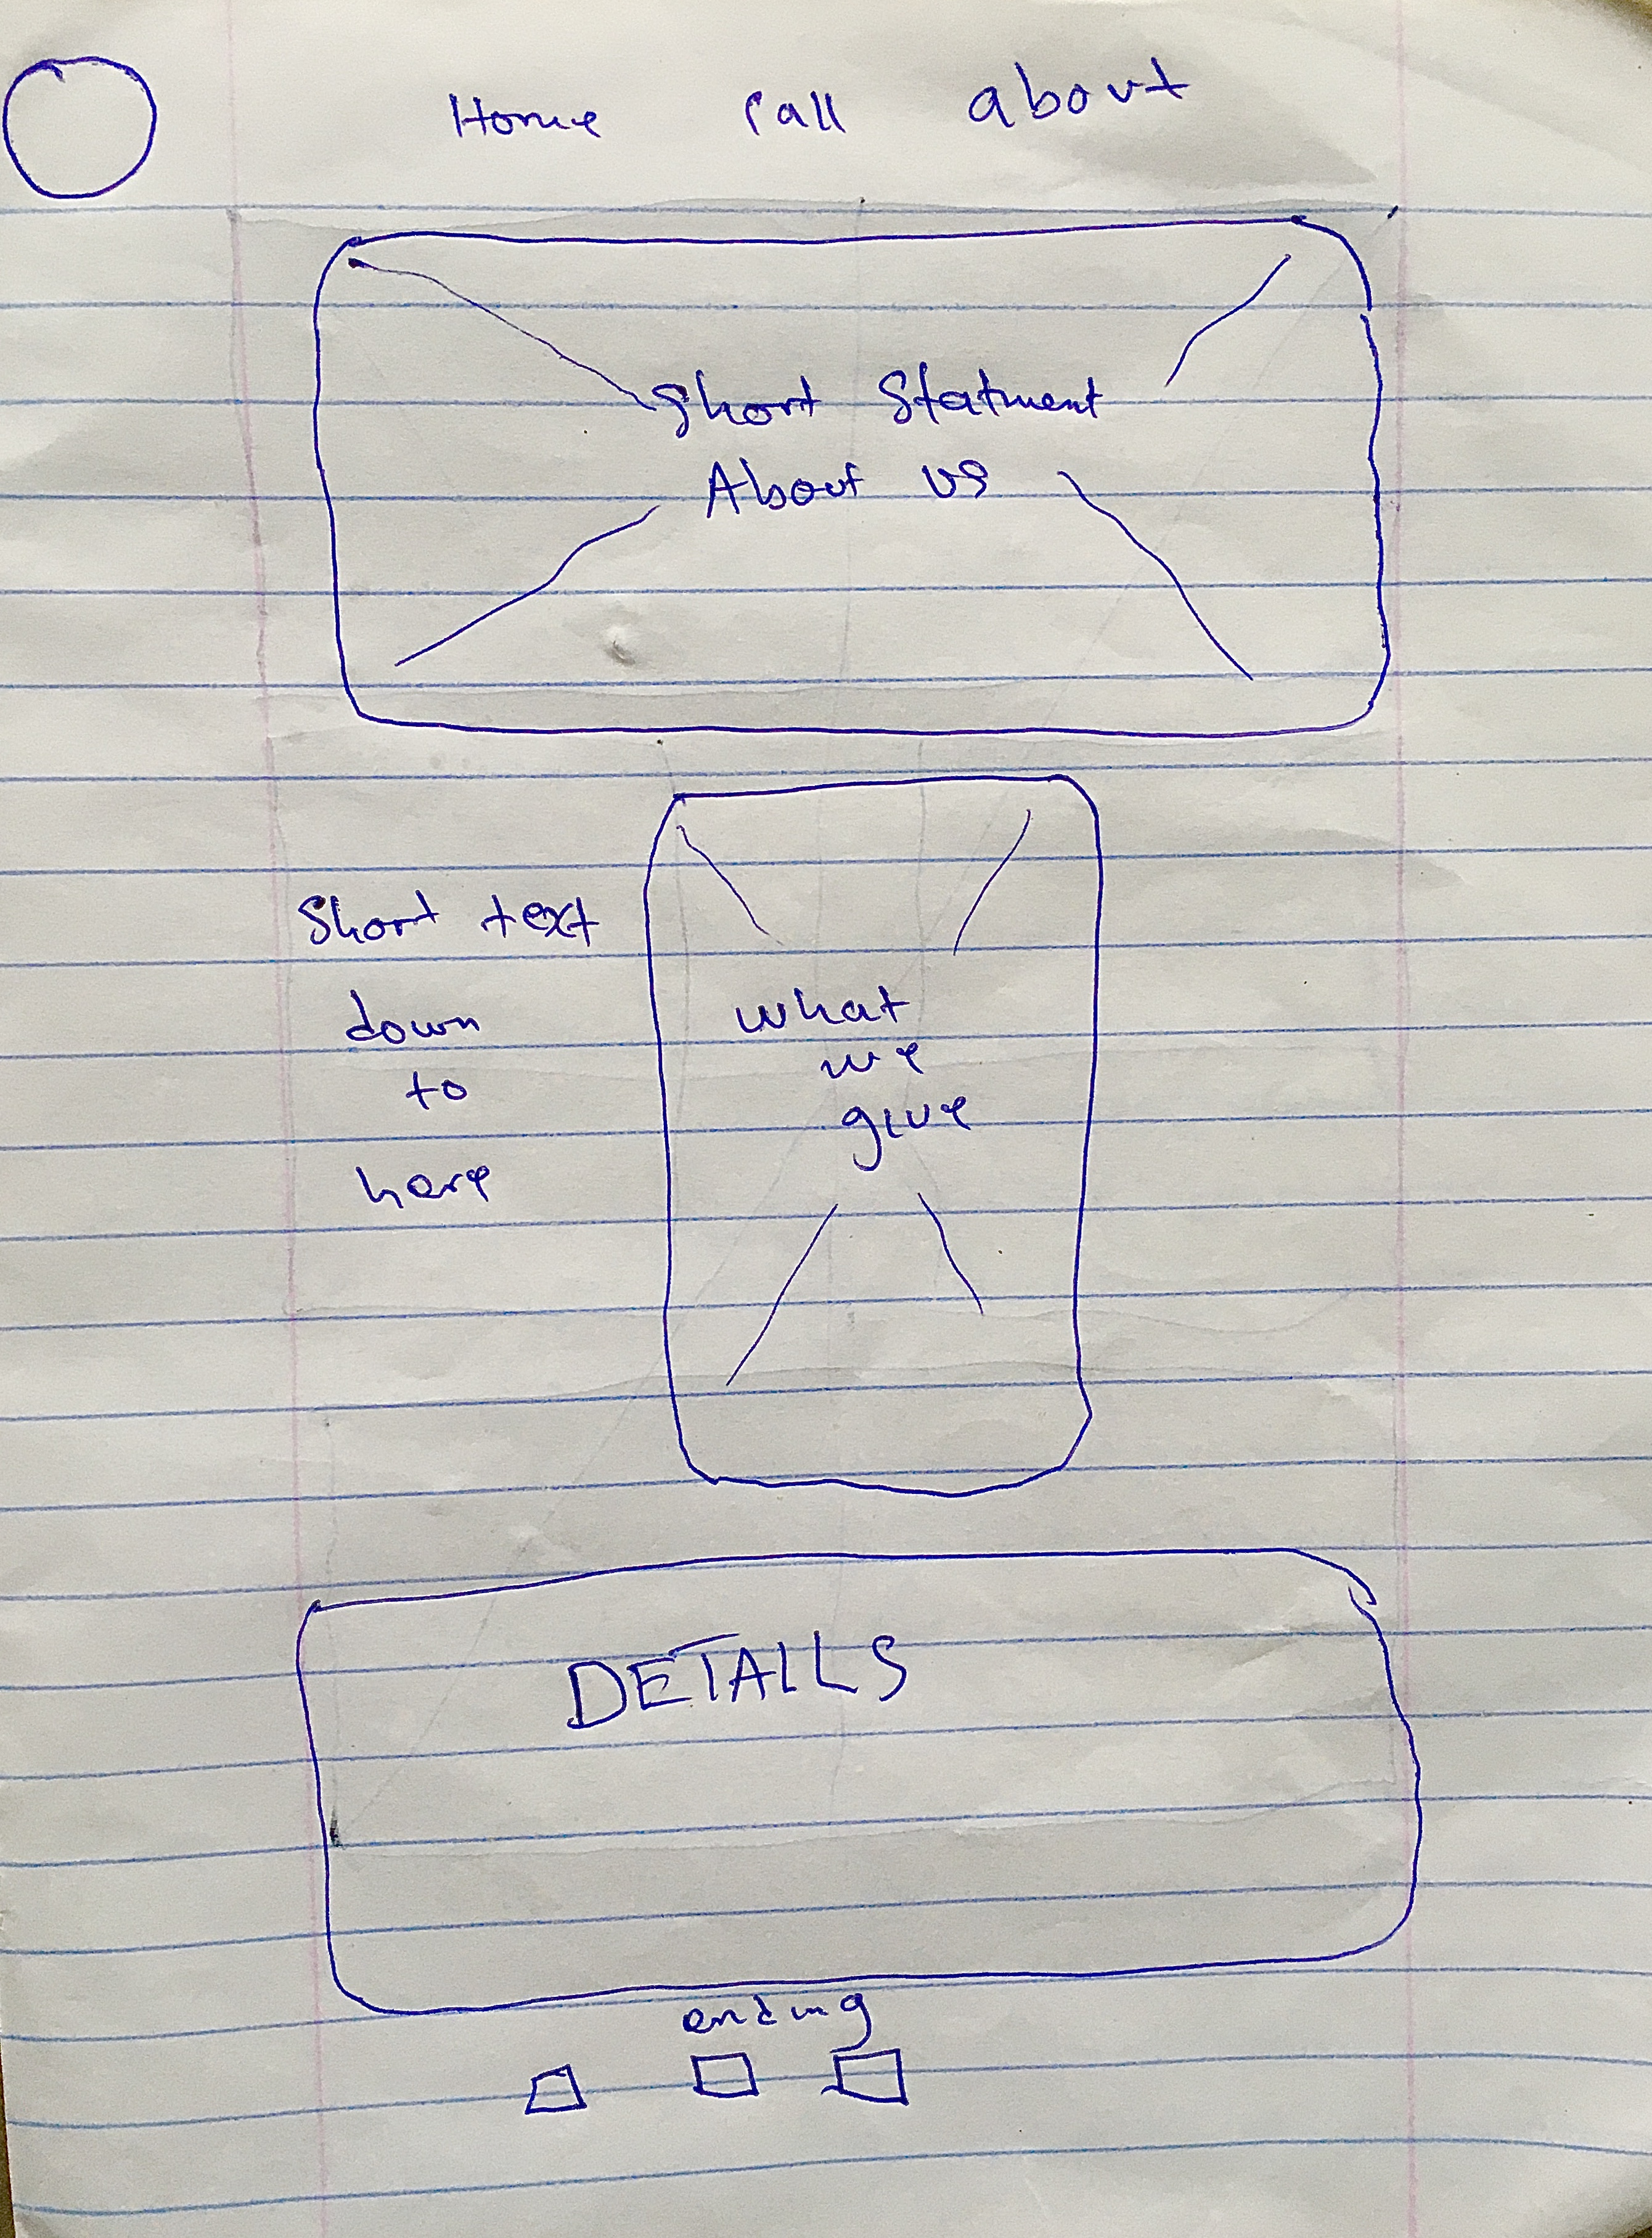 Home call about
Short Statment
About us
Short text
down
to
here
what
we
give
DETAILS
ending